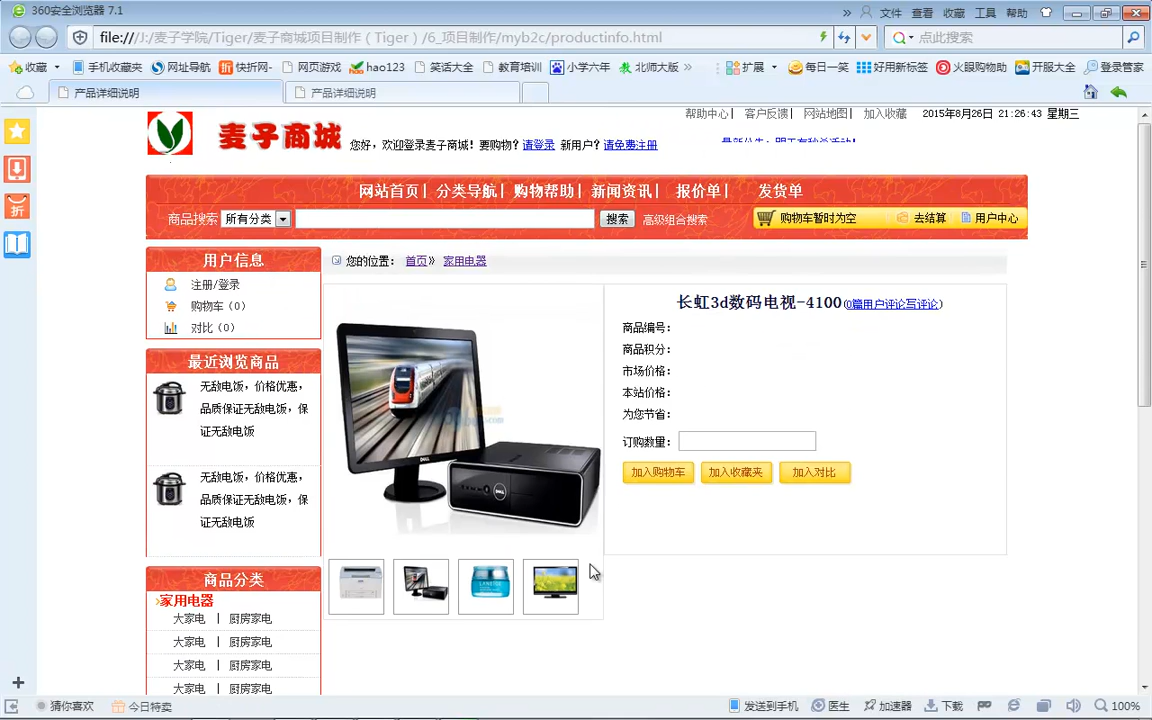 360安全浏览器 7.1
» 文件 查看 收藏 工具 帮助
file:///J:/麦子学院/Tiger/麦子商城项目制作（Tiger）/6_项目制作/myb2c/productinfo.html
点此搜索
收藏 手机收藏夹 网址导航 快折网- 网页游戏 hao123 笑话大全 教育培训 小学六年 北师大版 » 扩展 每日一笑 好用新标签 火眼购物助 开服大全 登录管家
产品详细说明 产品详细说明
帮助中心| 客户反馈| 网站地图| 加入收藏 2015年8月26日 21:26:43 星期三
麦子商城 您好，欢迎登录麦子商城！要购物？请登录 新用户？请免费注册
网站首页| 分类导航| 购物帮助| 新闻资讯| 报价单| 发货单
商品搜索 所有分类 搜索 高级组合搜索 购物车暂时为空 去结算 用户中心
折
用户信息
注册/登录
购物车（0）
对比（0）
您的位置： 首页» 家用电器
最近浏览商品
无敌电饭，价格优惠，
品质保证无敌电饭，保
证无敌电饭
无敌电饭，价格优惠，
品质保证无敌电饭，保
证无敌电饭
商品分类
家用电器
大家电 | 厨房家电
大家电 | 厨房家电
大家电 | 厨房家电
大家电 | 厨房家电
DELL
长虹3d数码电视-4100(0篇用户评论写评论)
商品编号：
商品积分：
市场价格：
本站价格：
为您节省：
订购数量：
加入购物车 加入收藏夹 加入对比
猜你喜欢 今日特卖 发送到手机 医生 加速器 下载 100%